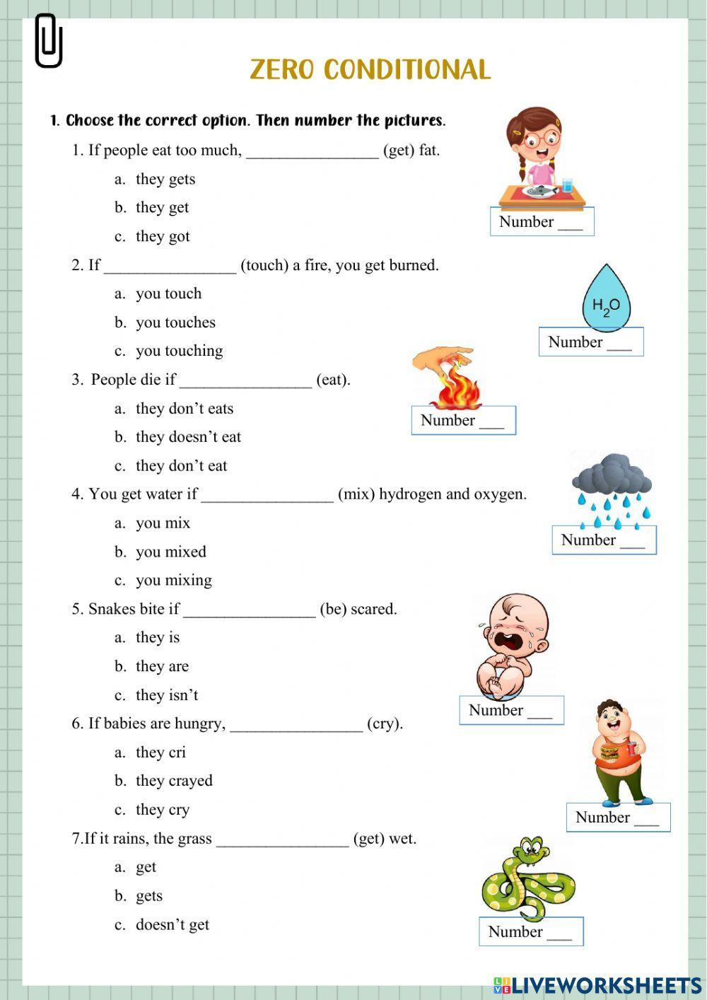 ZERO CONDITIONAL
1. Choose the correct option. Then number the pictures.
1. If people eat too much, ________________ (get) fat.
a. they gets
b. they get
c. they got
Number ___
2. If ________________ (touch) a fire, you get burned.
a. you touch
b. you touches
c. you touching
H2O
Number ___
3. People die if ________________ (eat).
a. they don't eats
b. they doesn't eat
c. they don't eat
Number ___
4. You get water if ________________ (mix) hydrogen and oxygen.
a. you mix
b. you mixed
c. you mixing
Number ___
5. Snakes bite if ________________ (be) scared.
a. they is
b. they are
c. they isn't
Number ___
6. If babies are hungry, ________________ (cry).
a. they cri
b. they crayed
c. they cry
Number ___
7.If it rains, the grass ________________ (get) wet.
a. get
b. gets
c. doesn't get
Number ___
LIVE LIVEWORKSHEETS